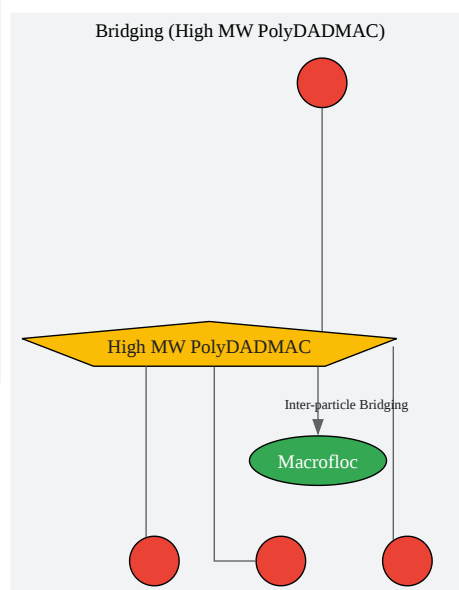 Bridging (High MW PolyDADMAC)
High MW PolyDADMAC
Inter-particle Bridging
Macrofloc